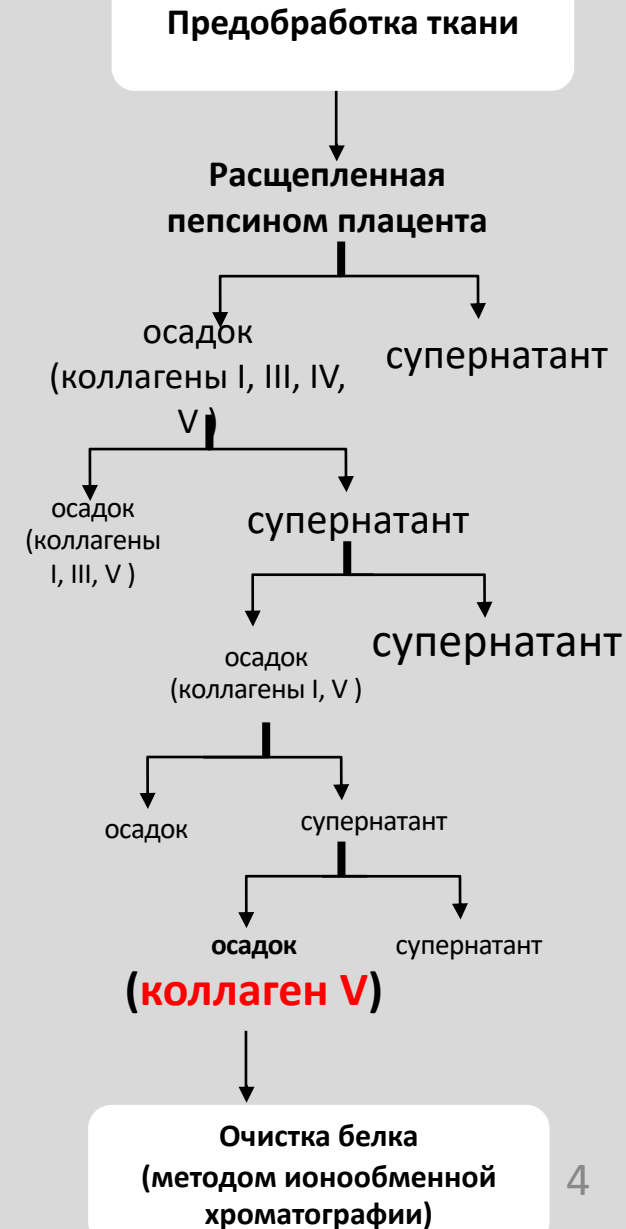 Предобработка ткани
Расщепленная
пепсином плацента
осадок
(коллагены I, III, IV,
V )
супернатант
осадок
(коллагены
I, III, V )
супернатант
осадок
(коллагены I, V )
супернатант
осадок
супернатант
осадок
(коллаген V)
супернатант
Очистка белка
(методом ионообменной
хроматографии)
4